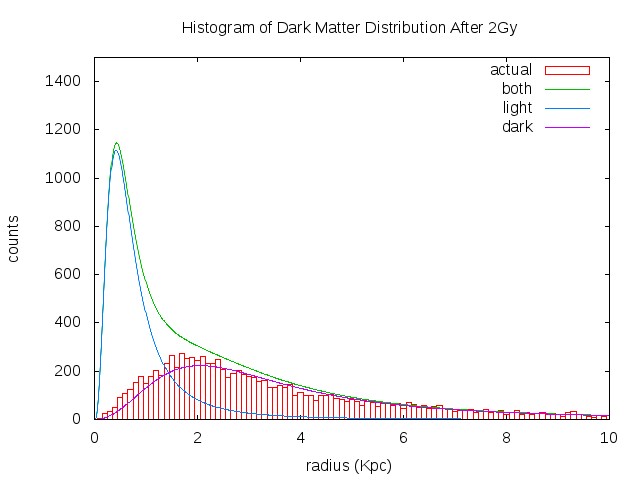 Histogram of Dark Matter Distribution After 2Gy
actual
both
light
dark
1400
1200
1000
800
600
400
200
0
counts
0 2 4 6 8 10
radius (Kpc)